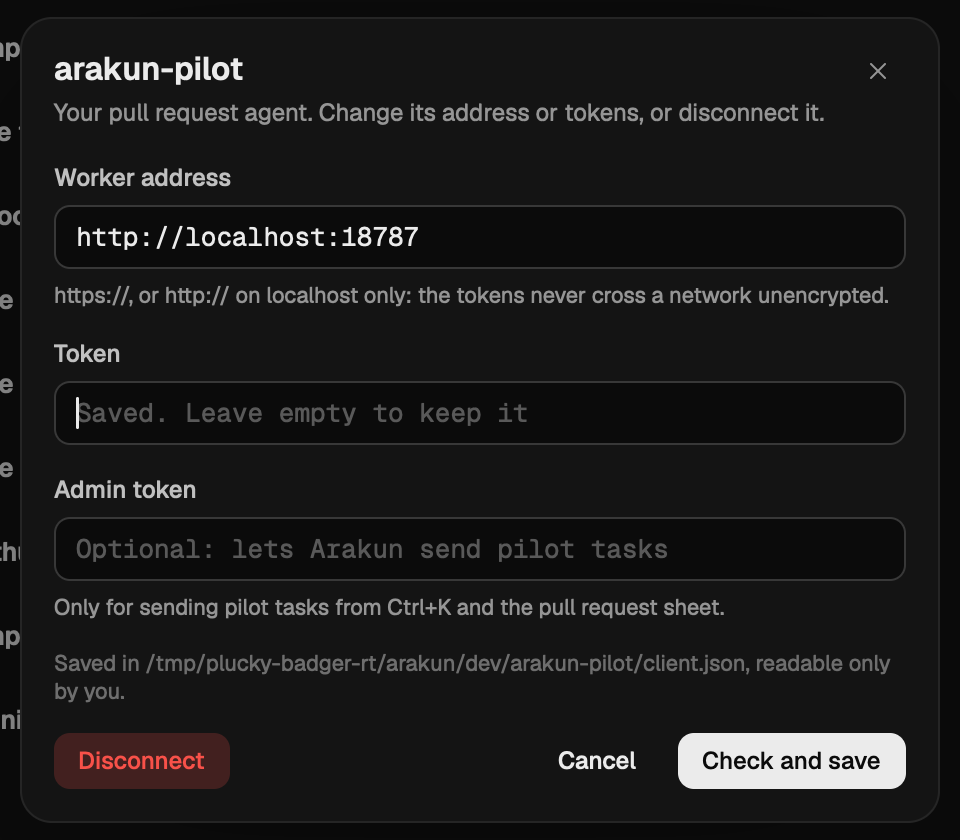 arakun-pilot
Your pull request agent. Change its address or tokens, or disconnect it.
Worker address
http://localhost:18787
https://, or http:// on localhost only: the tokens never cross a network unencrypted.
Token
Saved. Leave empty to keep it
Admin token
Optional: lets Arakun send pilot tasks
Only for sending pilot tasks from Ctrl+K and the pull request sheet.
Saved in /tmp/plucky-badger-rt/arakun/dev/arakun-pilot/client.json, readable only
by you.
Disconnect
Cancel
Check and save